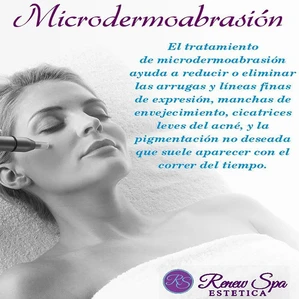 Microdermoabrasión
El tratamiento
de microdermoabrasión
ayuda a reducir o eliminar
las arrugas y líneas finas
de expresión, manchas de
envejecimiento, cicatrices
leves del acné, y la
pigmentación no deseada
que suele aparecer con el
correr del tiempo.
RS
Renew Spa
ESTETICA